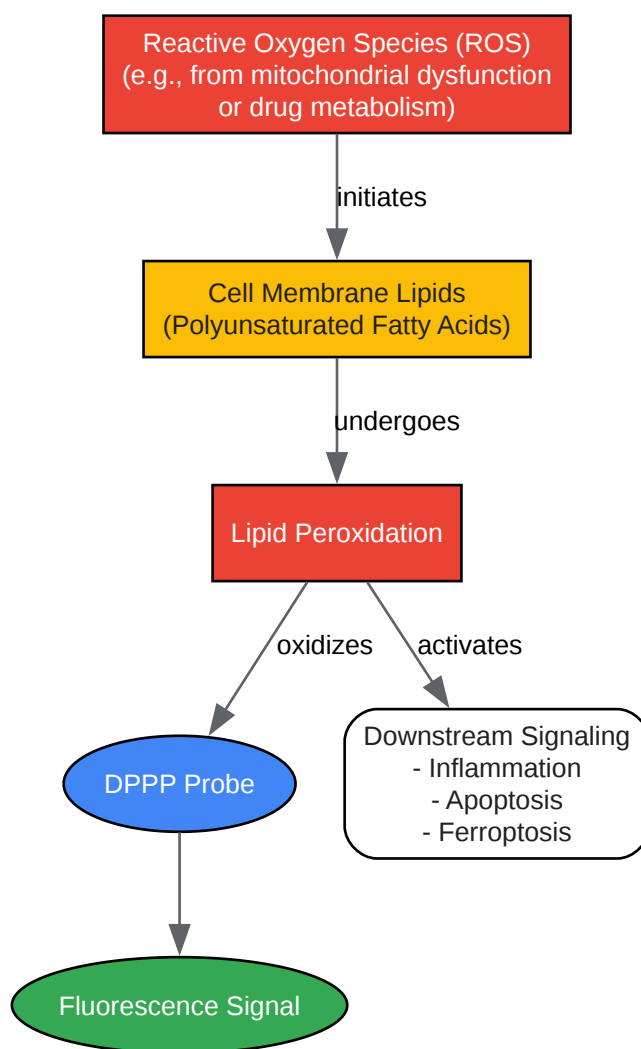 Reactive Oxygen Species (ROS)
(e.g., from mitochondrial dysfunction
or drug metabolism)
initiates
Cell Membrane Lipids
(Polyunsaturated Fatty Acids)
undergoes
Lipid Peroxidation
oxidizes
activates
DPPP Probe
Downstream Signaling
- Inflammation
- Apoptosis
- Ferroptosis
Fluorescence Signal